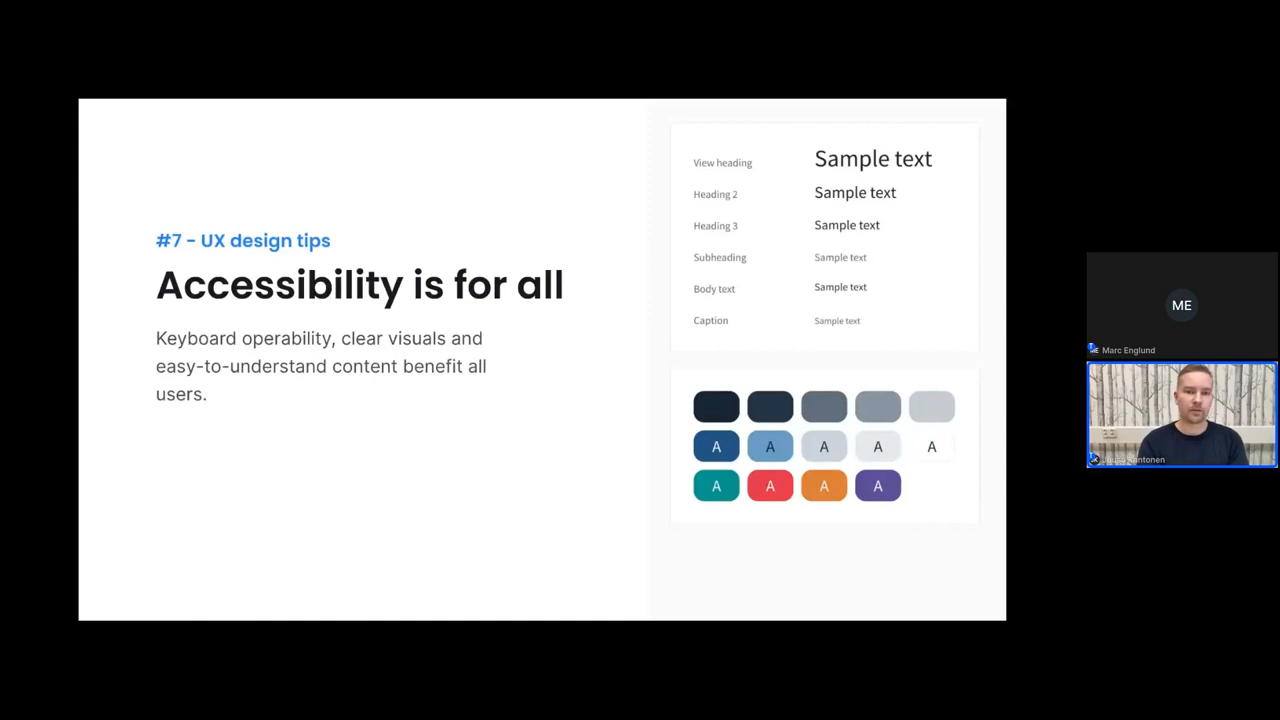 #7 - UX design tips
Accessibility is for all
Keyboard operability, clear visuals and
easy-to-understand content benefit all
users.
View heading Sample text
Heading 2 Sample text
Heading 3 Sample text
Subheading Sample text
Body text Sample text
Caption Sample text
A A A A A
A A A A
ME
Marc Englund